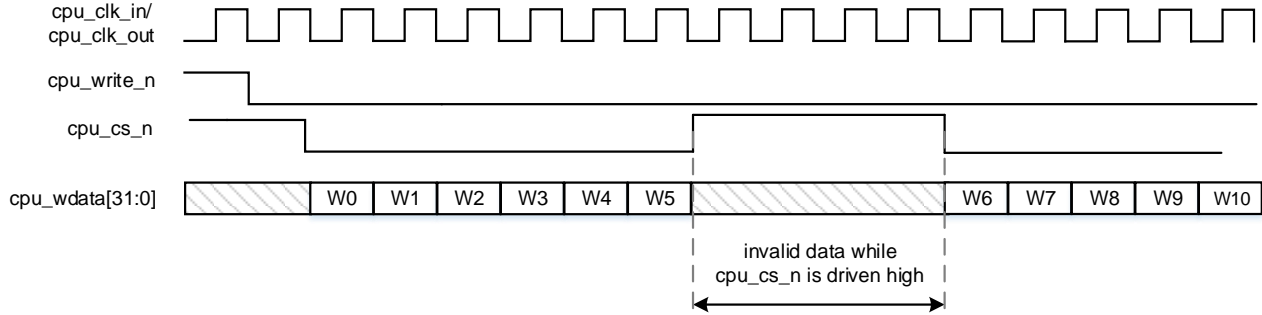 cpu_clk_in/
cpu_clk_out
cpu_write_n
cpu_cs_n
cpu_wdata[31:0]
W0 W1 W2 W3 W4 W5 W6 W7 W8 W9 W10
invalid data while
cpu_cs_n is driven high